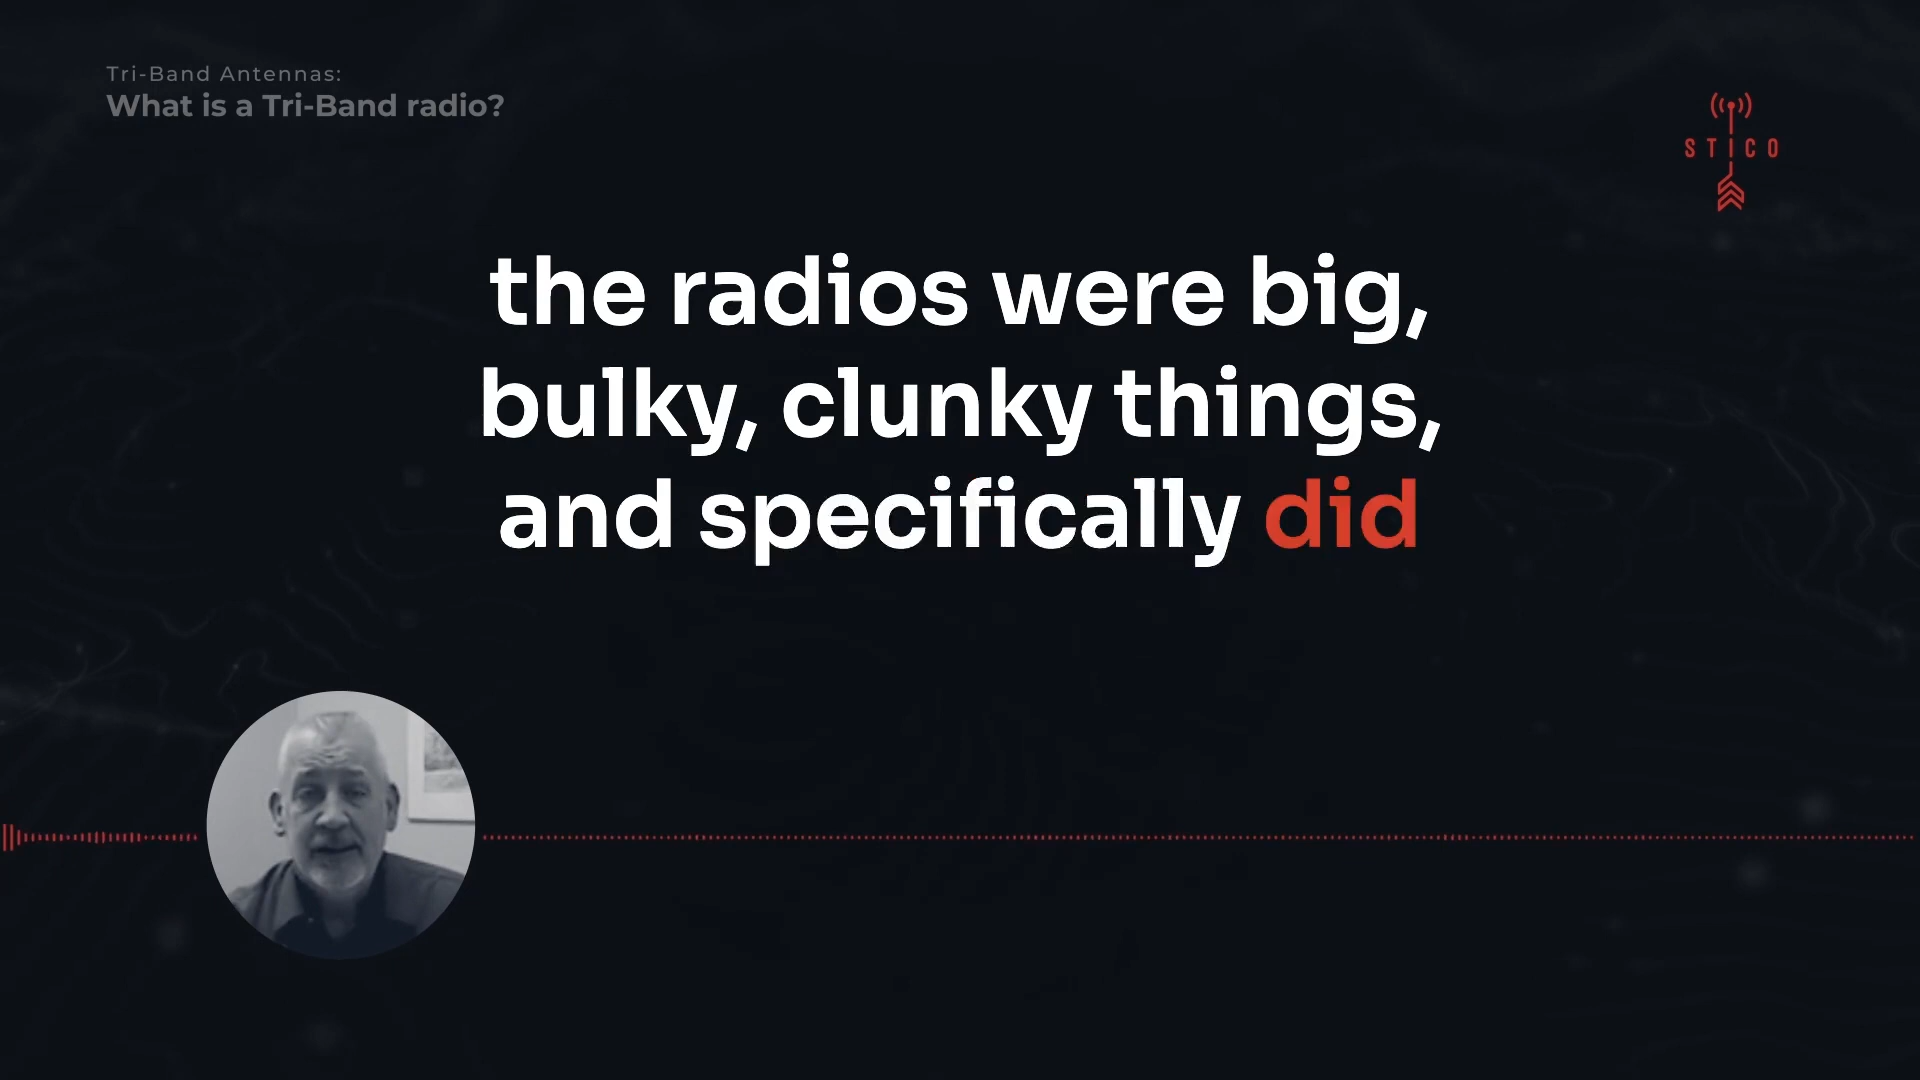 Tri-Band Antennas:
What is a Tri-Band radio?
STICO
the radios were big,
bulky, clunky things,
and specifically did